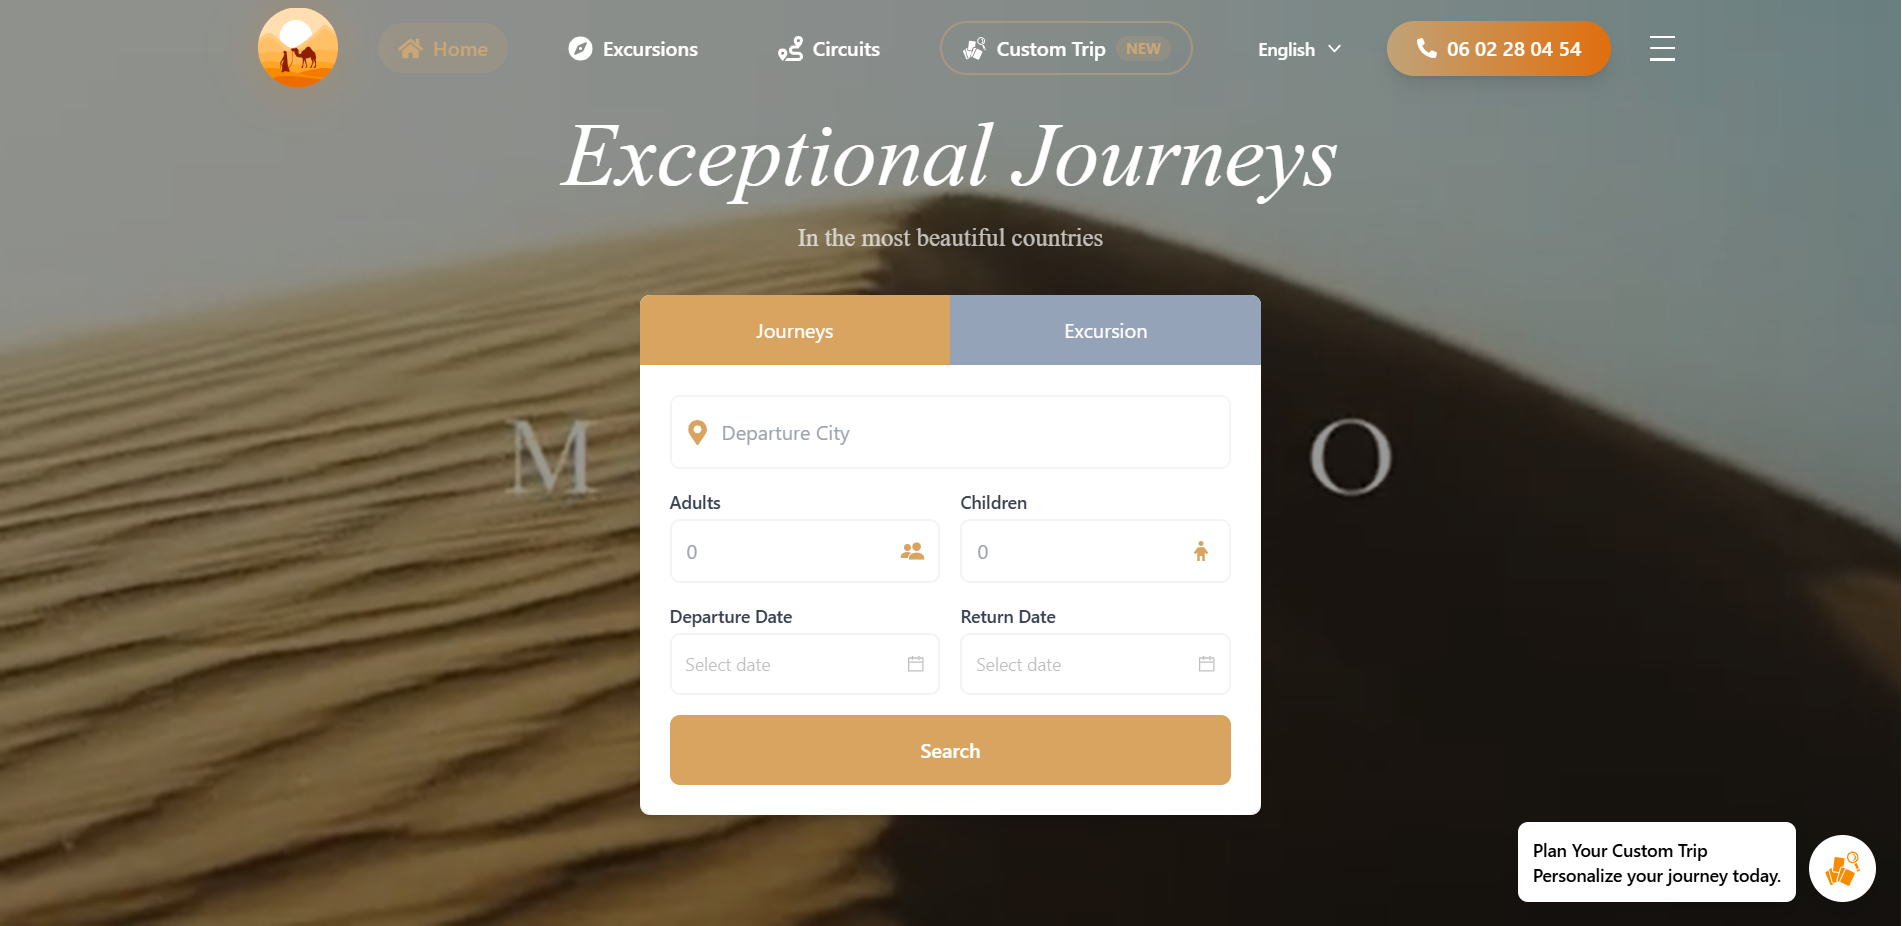 Home
Excursions
Circuits
Custom Trip NEW
English
06 02 28 04 54
Exceptional Journeys
In the most beautiful countries
Journeys
Excursion
M
O
Departure City
Adults
Children
0
0
Departure Date
Return Date
Select date
Select date
Search
Plan Your Custom Trip
Personalize your journey today.